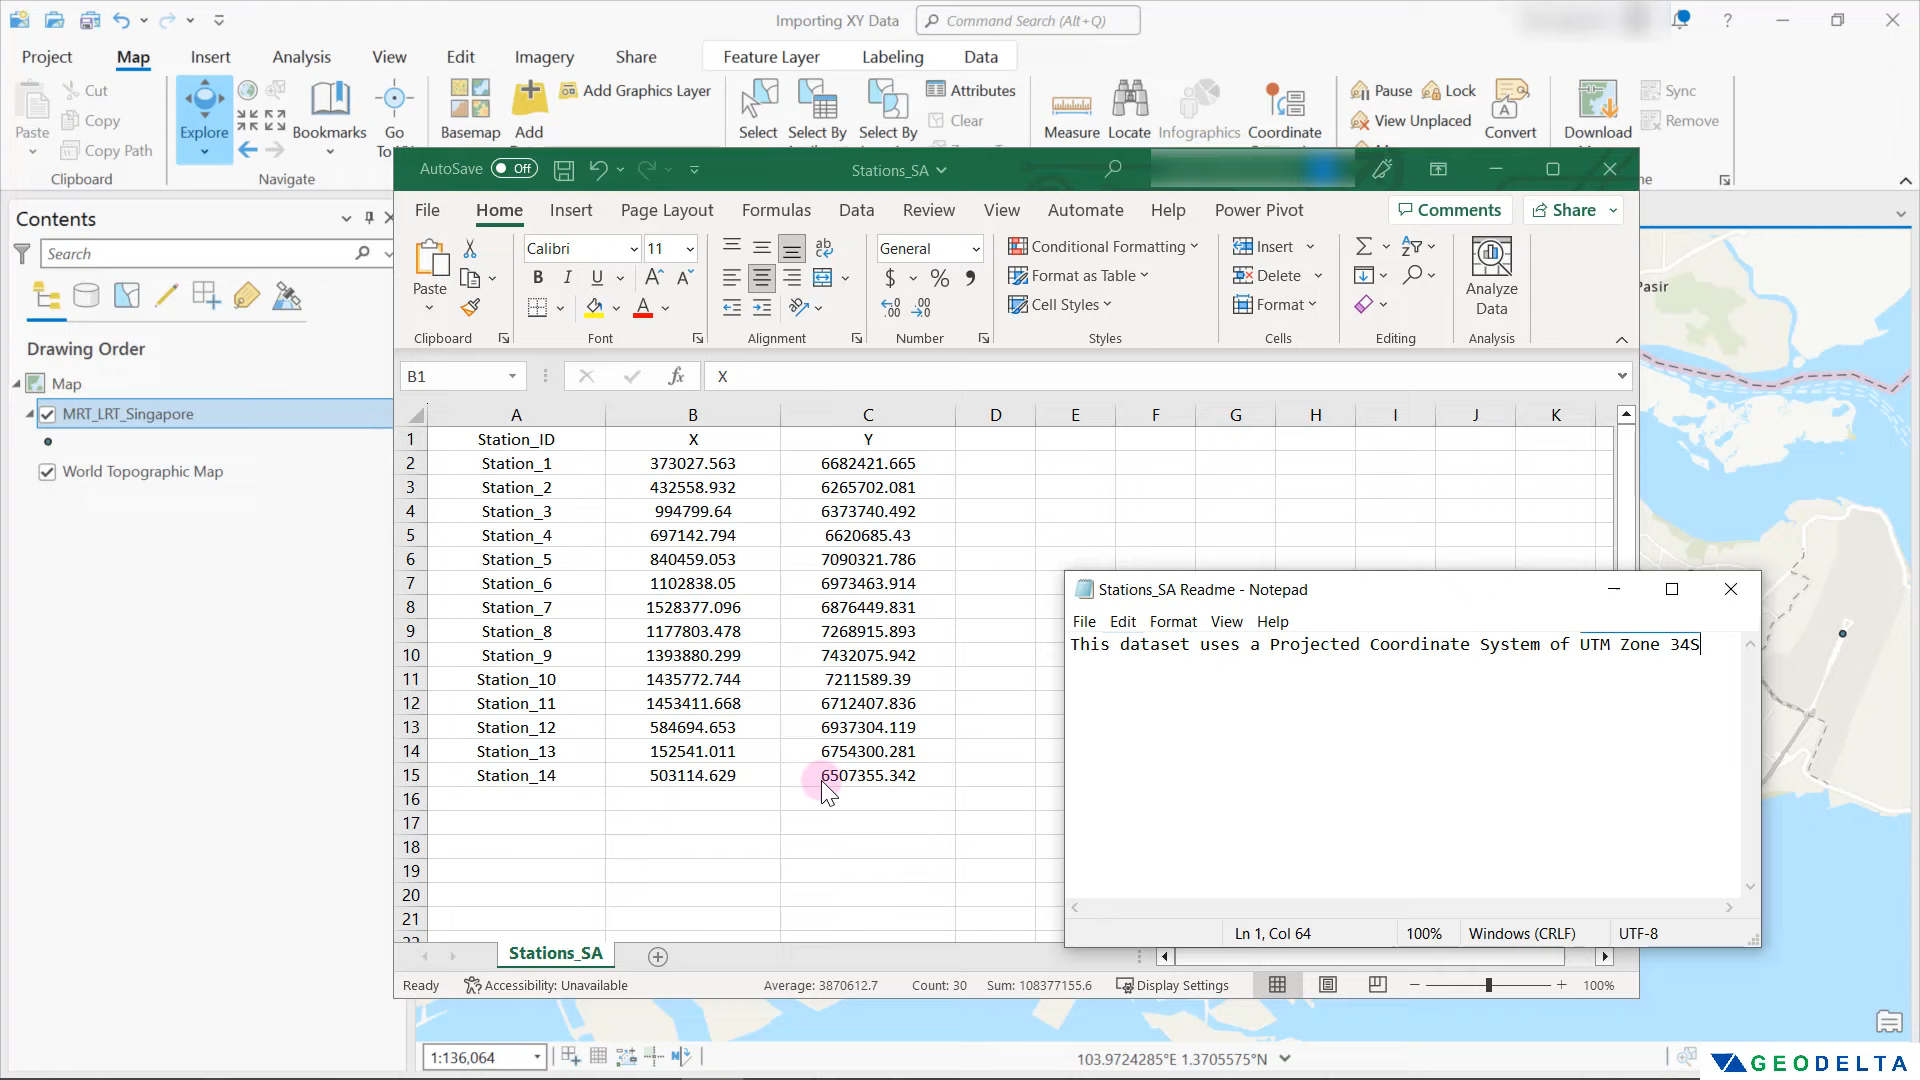 Importing XY Data
Command Search (Alt+Q)
?
Project Map Insert Analysis View Edit Imagery Share Feature Layer Labeling Data
Paste
Cut
Copy
Copy Path
Clipboard
Explore
Bookmarks
Go
Navigate
Basemap
Add
Add Graphics Layer
Select
Select By
Select By
Attributes
Clear
Measure
Locate
Infographics
Coordinate
Pause
Lock
View Unplaced
Convert
Download
Sync
Remove
Contents
Search
Drawing Order
Map
MRT_LRT_Singapore
World Topographic Map
AutoSave Off
Stations_SA
File Home Insert Page Layout Formulas Data Review View Automate Help Power Pivot
Comments
Share
Paste
Clipboard
Calibri 11
B I U A A
A
Font
ab
Alignment
General
$ % ,
Number
Conditional Formatting
Format as Table
Cell Styles
Styles
Insert
Delete
Format
Cells
Editing
Analyze
Data
Analysis
B1
fx
X
A B C D E F G H I J K
1 Station_ID X Y
2 Station_1 373027.563 6682421.665
3 Station_2 432558.932 6265702.081
4 Station_3 994799.64 6373740.492
5 Station_4 697142.794 6620685.43
6 Station_5 840459.053 7090321.786
7 Station_6 1102838.05 6973463.914
8 Station_7 1528377.096 6876449.831
9 Station_8 1177803.478 7268915.893
10 Station_9 1393880.299 7432075.942
11 Station_10 1435772.744 7211589.39
12 Station_11 1453411.668 6712407.836
13 Station_12 584694.653 6937304.119
14 Station_13 152541.011 6754300.281
15 Station_14 503114.629 6507355.342
16
17
18
19
20
21
Stations_SA
Ready
Accessibility: Unavailable
Average: 3870612.7 Count: 30 Sum: 108377155.6
Display Settings
100%
Stations_SA Readme - Notepad
File Edit Format View Help
This dataset uses a Projected Coordinate System of UTM Zone 34S
Ln 1, Col 64 100% Windows (CRLF) UTF-8
Pasir
1:136,064
103.9724285°E 1.3705575°N
GEODELTA